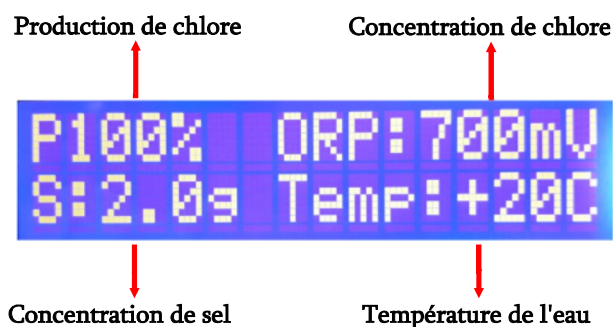 Production de chlore
Concentration de chlore
P100% ORP:700mV
S:2.0g Temp:+20C
Concentration de sel
Température de l'eau